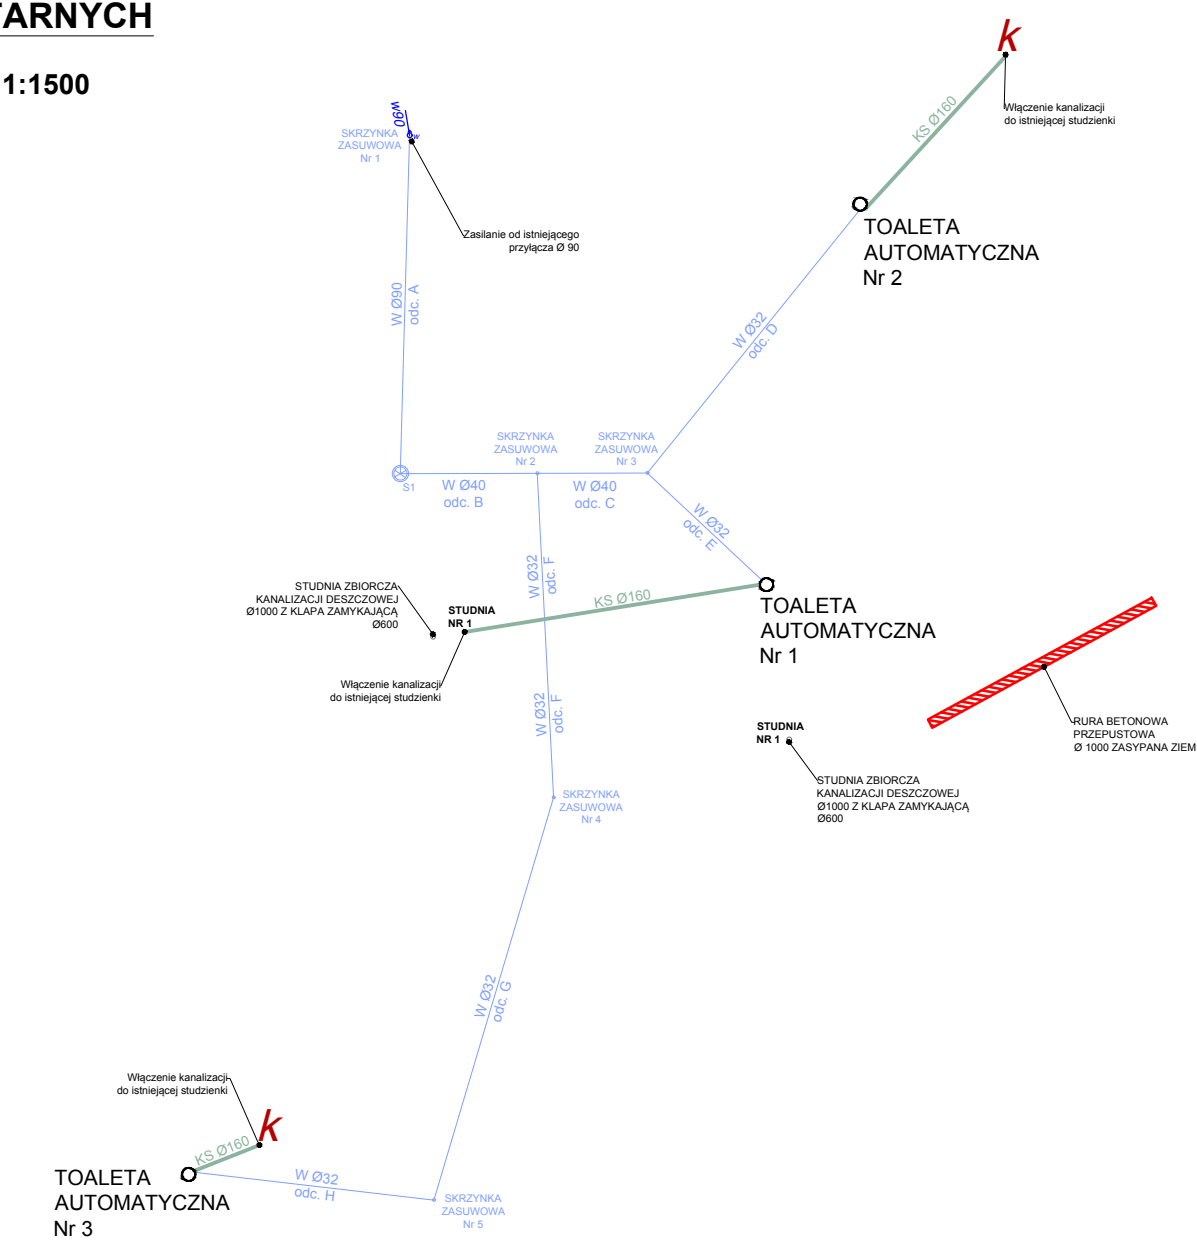 TARNYCH
1:1500
k
KS Ø160
Włączenie kanalizacji
do istniejącej studzienki
w90
w
SKRZYNKA
ZASUWOWA
Nr 1
Zasilanie od istniejącego
przyłącza Ø 90
TOALETA
AUTOMATYCZNA
Nr 2
W Ø90
odc. A
W Ø32
odc. D
SKRZYNKA
ZASUWOWA
Nr 2
SKRZYNKA
ZASUWOWA
Nr 3
S1
W Ø40
odc. B
W Ø40
odc. C
W Ø32
odc. E
W Ø32
odc. F
STUDNIA ZBIORCZA
KANALIZACJI DESZCZOWEJ
Ø1000 Z KLAPA ZAMYKAJĄCĄ
Ø600
STUDNIA
NR 1
KS Ø160
TOALETA
AUTOMATYCZNA
Nr 1
Włączenie kanalizacji
do istniejącej studzienki
W Ø32
odc. F
STUDNIA
NR 1
RURA BETONOWA
PRZEPUSTOWA
Ø 1000 ZASYPANA ZIEM
STUDNIA ZBIORCZA
KANALIZACJI DESZCZOWEJ
Ø1000 Z KLAPA ZAMYKAJĄCĄ
Ø600
SKRZYNKA
ZASUWOWA
Nr 4
W Ø32
odc. G
Włączenie kanalizacji
do istniejącej studzienki
k
KS Ø160
TOALETA
AUTOMATYCZNA
Nr 3
W Ø32
odc. H
SKRZYNKA
ZASUWOWA
Nr 5